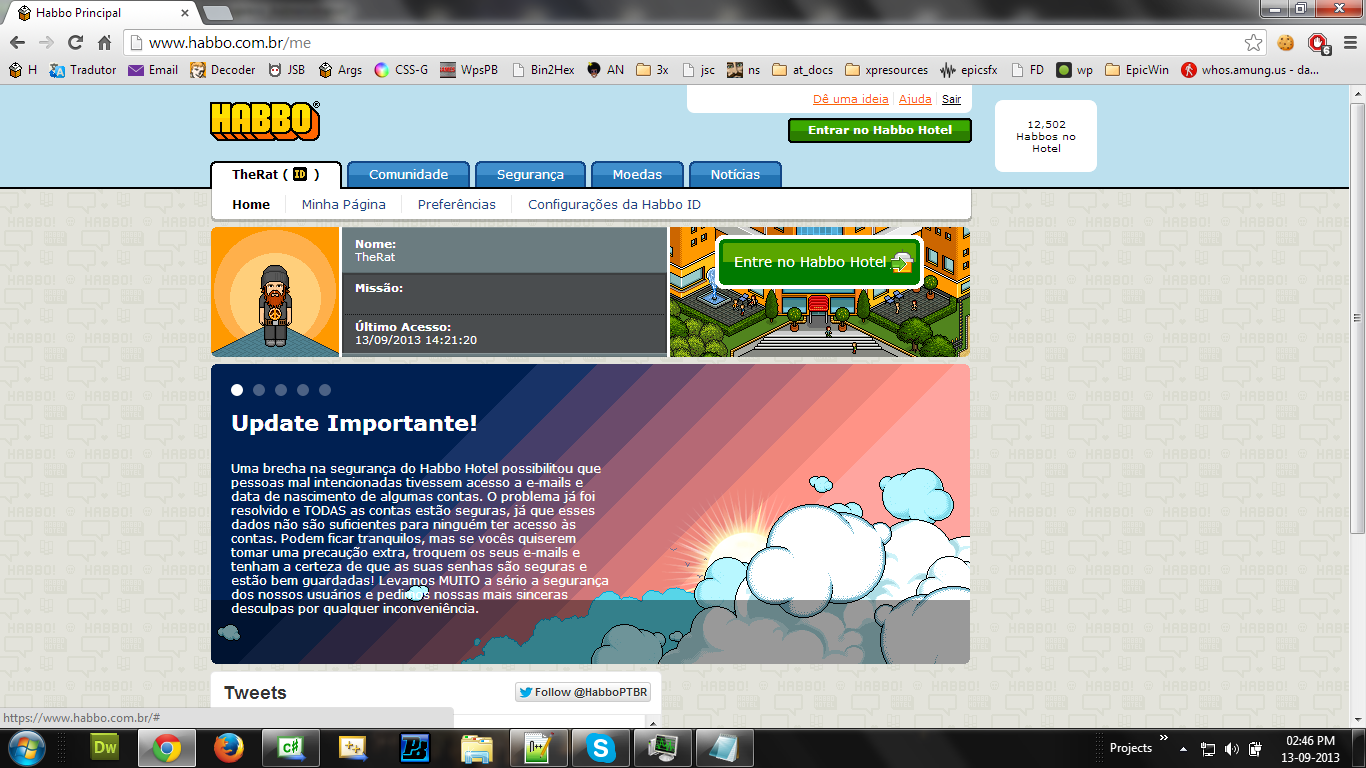 Habbo Principal
www.habbo.com.br/me
6
H Tradutor Email Decoder JSB Args CSS-G WpsPB Bin2Hex AN 3x jsc ns at_docs xpresources epicsfx FD wp EpicWin whos.amung.us - da...
HABBO®
Dê uma ideia Ajuda Sair
Entrar no Habbo Hotel
12,502
Habbos no
Hotel
TheRat ( ID ) Comunidade Segurança Moedas Notícias
Home Minha Página Preferências Configurações da Habbo ID
Nome:
TheRat
Missão:
Último Acesso:
13/09/2013 14:21:20
Entre no Habbo Hotel
Update Importante!
Uma brecha na segurança do Habbo Hotel possibilitou que
pessoas mal intencionadas tivessem acesso a e-mails e
data de nascimento de algumas contas. O problema já foi
resolvido e TODAS as contas estão seguras, já que esses
dados não são suficientes para ninguém ter acesso às
contas. Podem ficar tranquilos, mas se vocês quiserem
tomar uma precaução extra, troquem os seus e-mails e
tenham a certeza de que as suas senhas são seguras e
estão bem guardadas! Levamos MUITO a sério a segurança
dos nossos usuários e pedimos nossas mais sinceras
desculpas por qualquer inconveniência.
Tweets
Follow @HabboPTBR
https://www.habbo.com.br/#
Dw
C#
Projects
02:46 PM
13-09-2013